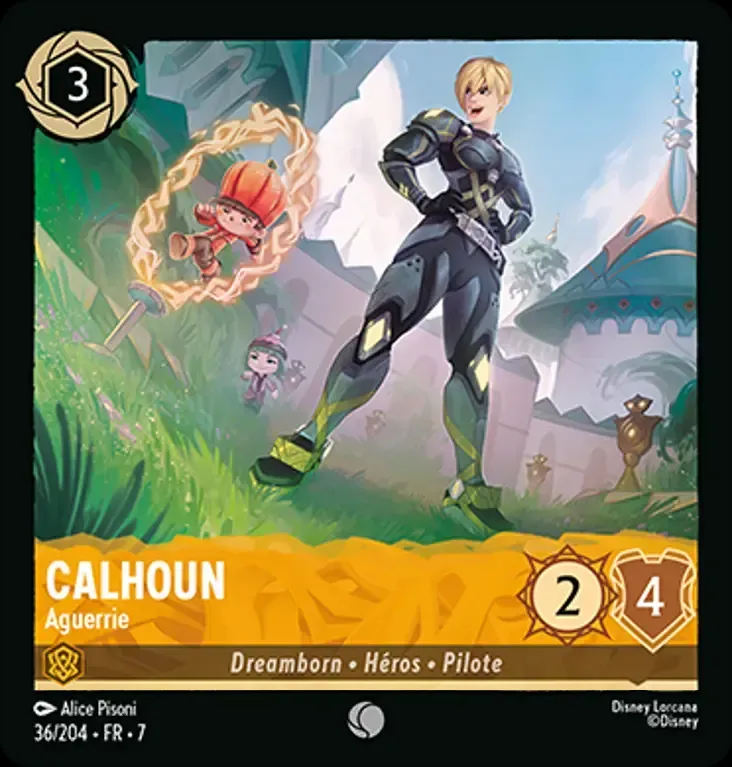 3
CALHOUN
Aguerrie
2
4
Dreamborn • Héros • Pilote
Alice Pisoni
Disney Lorcana
36/204 • FR • 7
©Disney